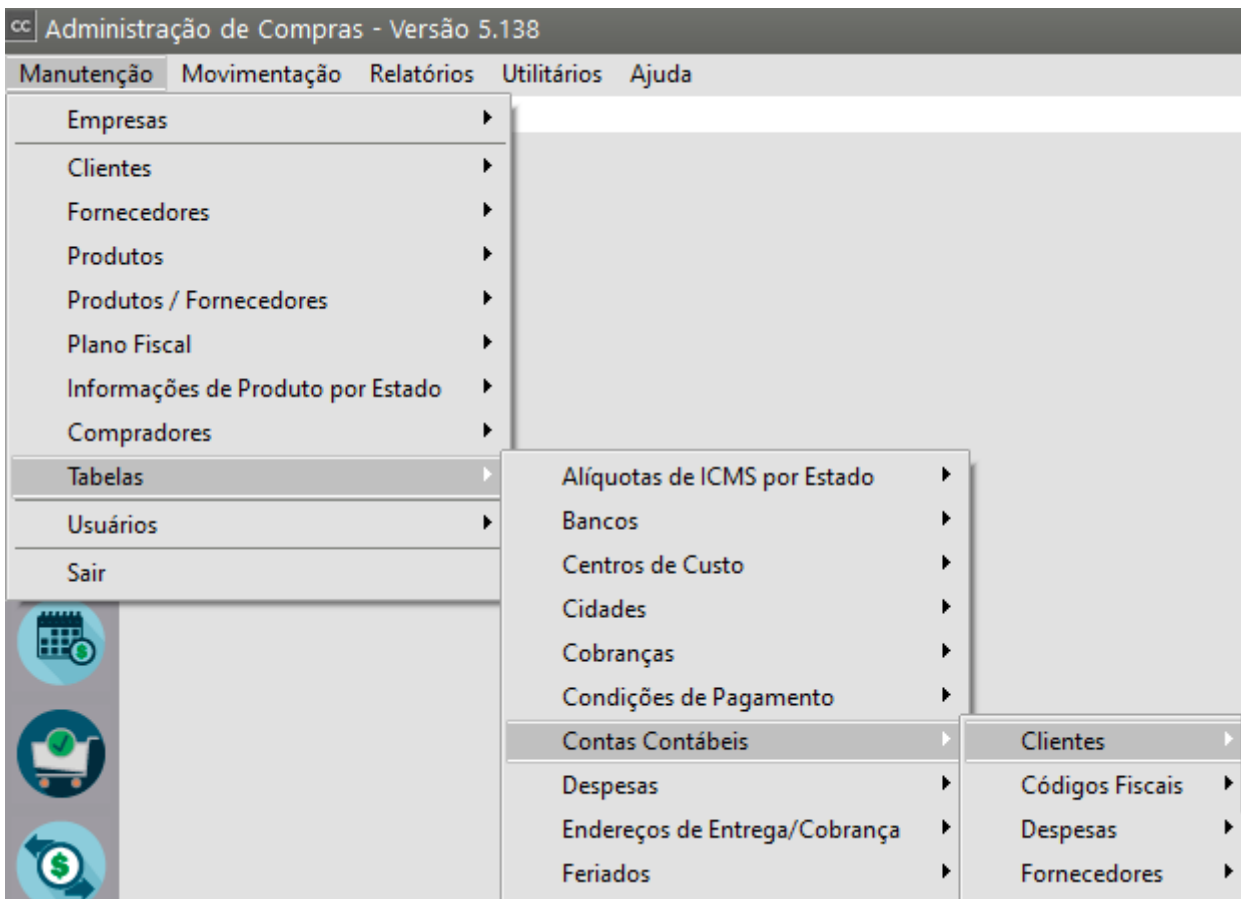 cc Administração de Compras - Versão 5.138
Manutenção Movimentação Relatórios Utilitários Ajuda
Empresas
Clientes
Fornecedores
Produtos
Produtos / Fornecedores
Plano Fiscal
Informações de Produto por Estado
Compradores
Tabelas
Usuários
Sair
Alíquotas de ICMS por Estado
Bancos
Centros de Custo
Cidades
Cobranças
Condições de Pagamento
Contas Contábeis
Despesas
Endereços de Entrega/Cobrança
Feriados
Clientes
Códigos Fiscais
Despesas
Fornecedores